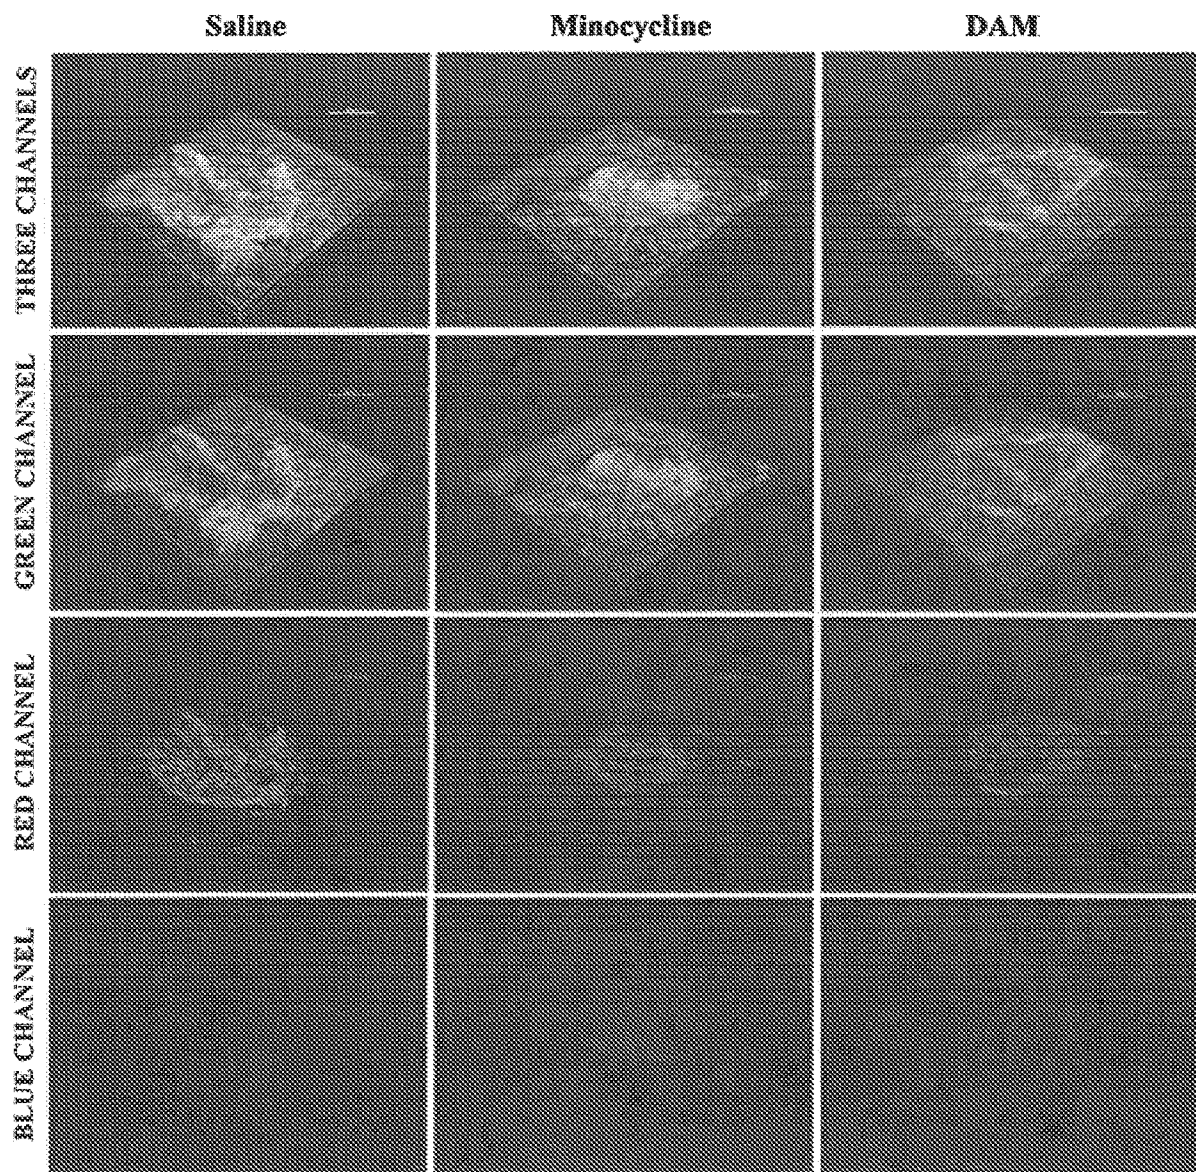 Saline
Minocycline
DAM
THREE CHANNELS
GREEN CHANNEL
RED CHANNEL
BLUE CHANNEL